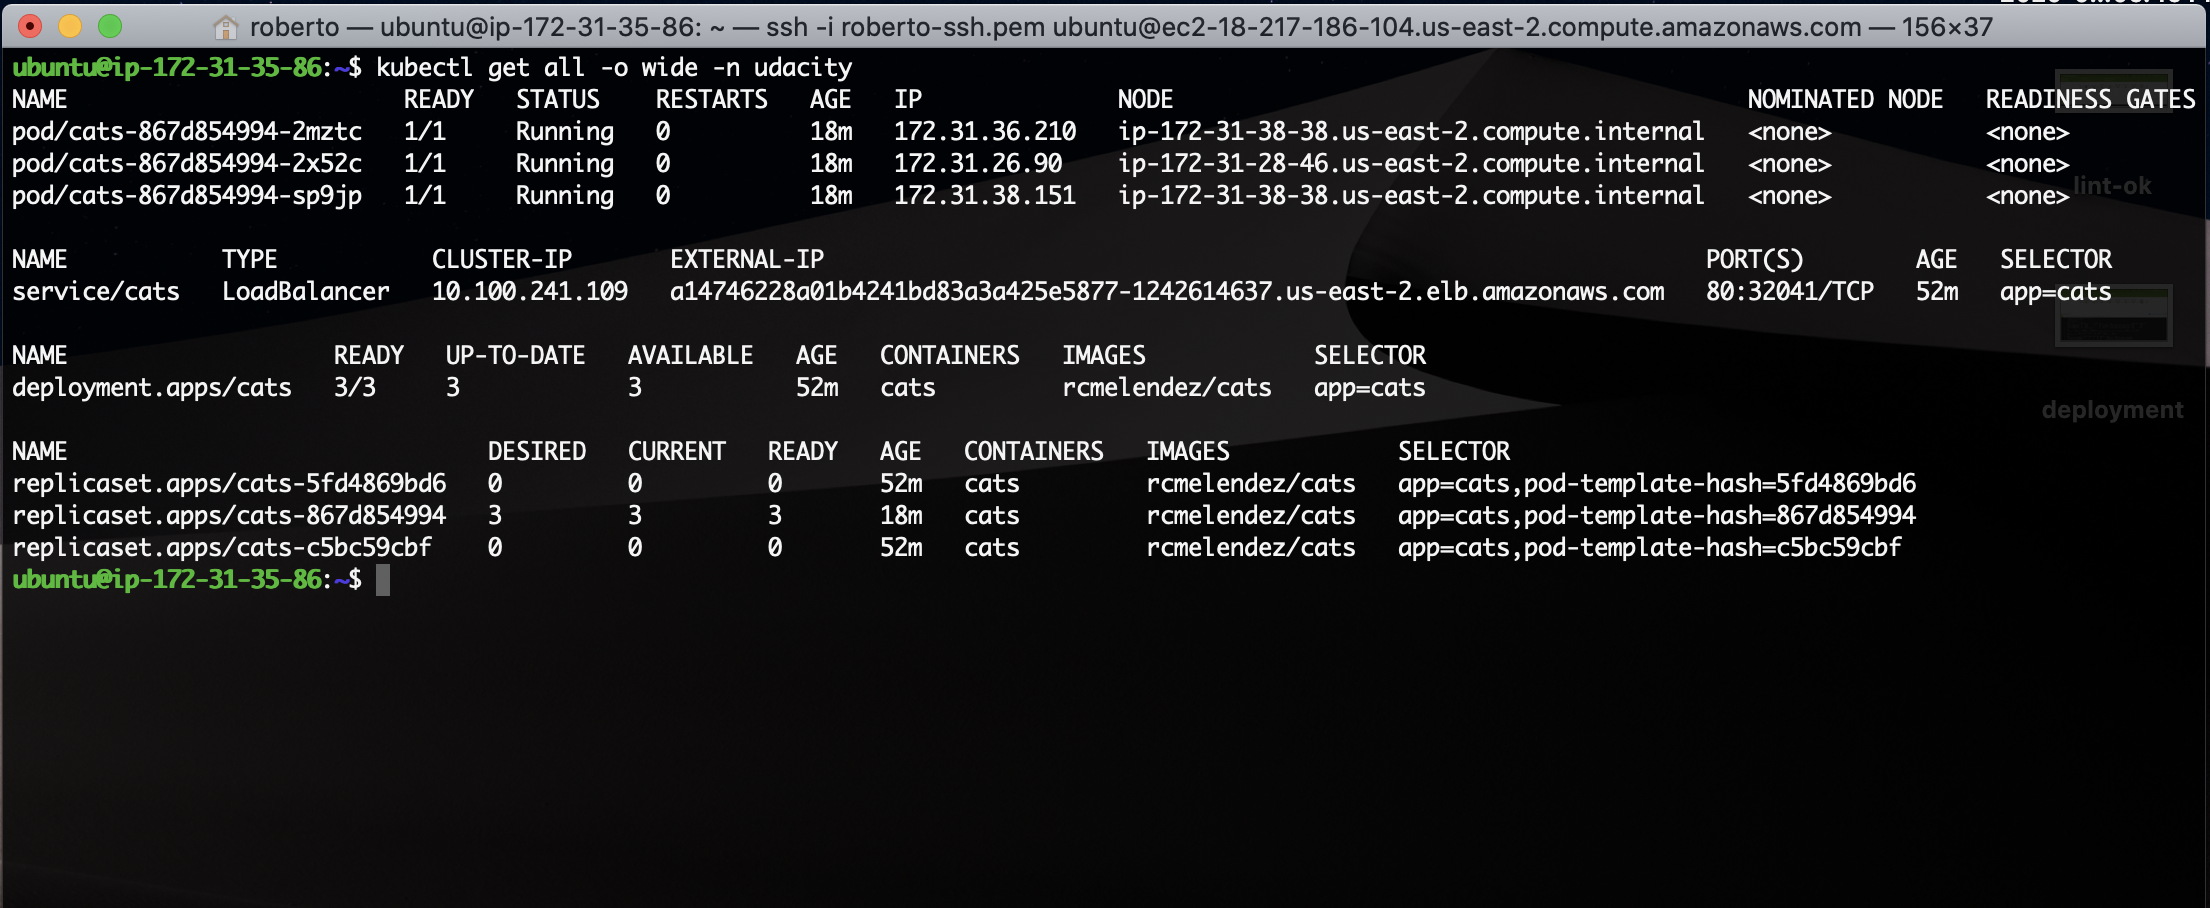 roberto — ubuntu@ip-172-31-35-86: ~ — ssh -i roberto-ssh.pem ubuntu@ec2-18-217-186-104.us-east-2.compute.amazonaws.com — 156×37
ubuntu@ip-172-31-35-86:~$ kubectl get all -o wide -n udacity
NAME READY STATUS RESTARTS AGE IP NODE NOMINATED NODE READINESS GATES
pod/cats-867d854994-2mztc 1/1 Running 0 18m 172.31.36.210 ip-172-31-38-38.us-east-2.compute.internal <none> <none>
pod/cats-867d854994-2x52c 1/1 Running 0 18m 172.31.26.90 ip-172-31-28-46.us-east-2.compute.internal <none> <none>
pod/cats-867d854994-sp9jp 1/1 Running 0 18m 172.31.38.151 ip-172-31-38-38.us-east-2.compute.internal <none> <none>
lint-ok
NAME TYPE CLUSTER-IP EXTERNAL-IP PORT(S) AGE SELECTOR
service/cats LoadBalancer 10.100.241.109 a14746228a01b4241bd83a3a425e5877-1242614637.us-east-2.elb.amazonaws.com 80:32041/TCP 52m app=cats
NAME READY UP-TO-DATE AVAILABLE AGE CONTAINERS IMAGES SELECTOR
deployment.apps/cats 3/3 3 3 52m cats rcmelendez/cats app=cats
deployment
NAME DESIRED CURRENT READY AGE CONTAINERS IMAGES SELECTOR
replicaset.apps/cats-5fd4869bd6 0 0 0 52m cats rcmelendez/cats app=cats,pod-template-hash=5fd4869bd6
replicaset.apps/cats-867d854994 3 3 3 18m cats rcmelendez/cats app=cats,pod-template-hash=867d854994
replicaset.apps/cats-c5bc59cbf 0 0 0 52m cats rcmelendez/cats app=cats,pod-template-hash=c5bc59cbf
ubuntu@ip-172-31-35-86:~$